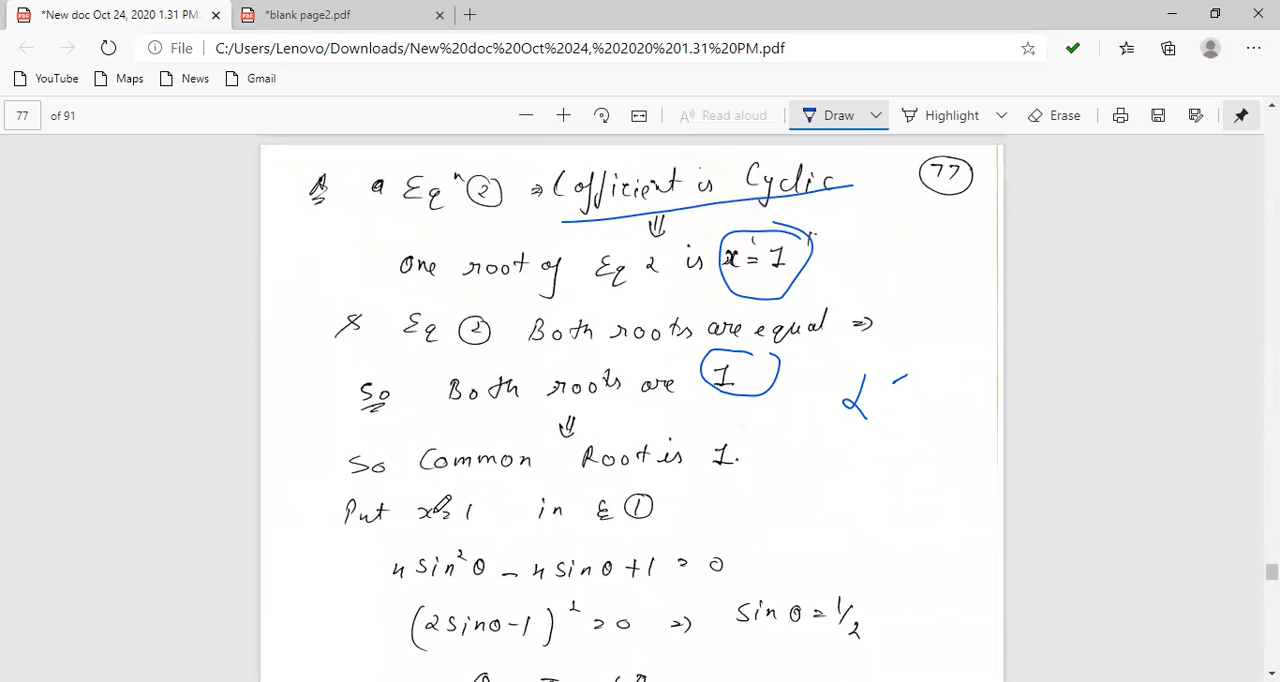 *New doc Oct 24, 2020 1.31 PM.
*blank page2.pdf
File C:/Users/Lenovo/Downloads/New%20doc%20Oct%2024,%202020%201.31%20PM.pdf
YouTube Maps News Gmail
77 of 91 Read aloud Draw Highlight Erase
Eqⁿ ② ⇒ Cofficient is Cyclic 77
⇓
One root of Eq 2 is x = 1
Eq ② Both roots are equal ⇒
So Both roots are 1
α
⇓
So Common Root is 1.
Put x = 1 in E ①
4 sin²θ - 4 sinθ + 1 = 0
(2 sinθ - 1)² = 0 ⇒ Sin θ = 1/2